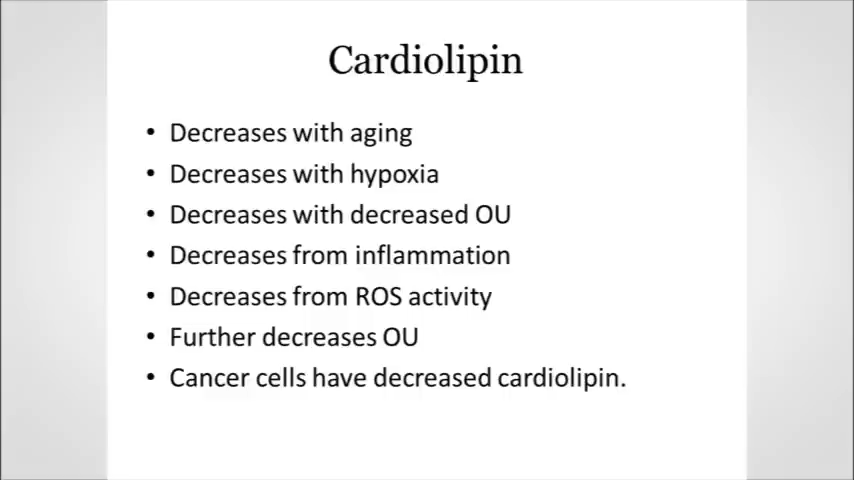 Cardiolipin
• Decreases with aging
• Decreases with hypoxia
• Decreases with decreased OU
• Decreases from inflammation
• Decreases from ROS activity
• Further decreases OU
• Cancer cells have decreased cardiolipin.